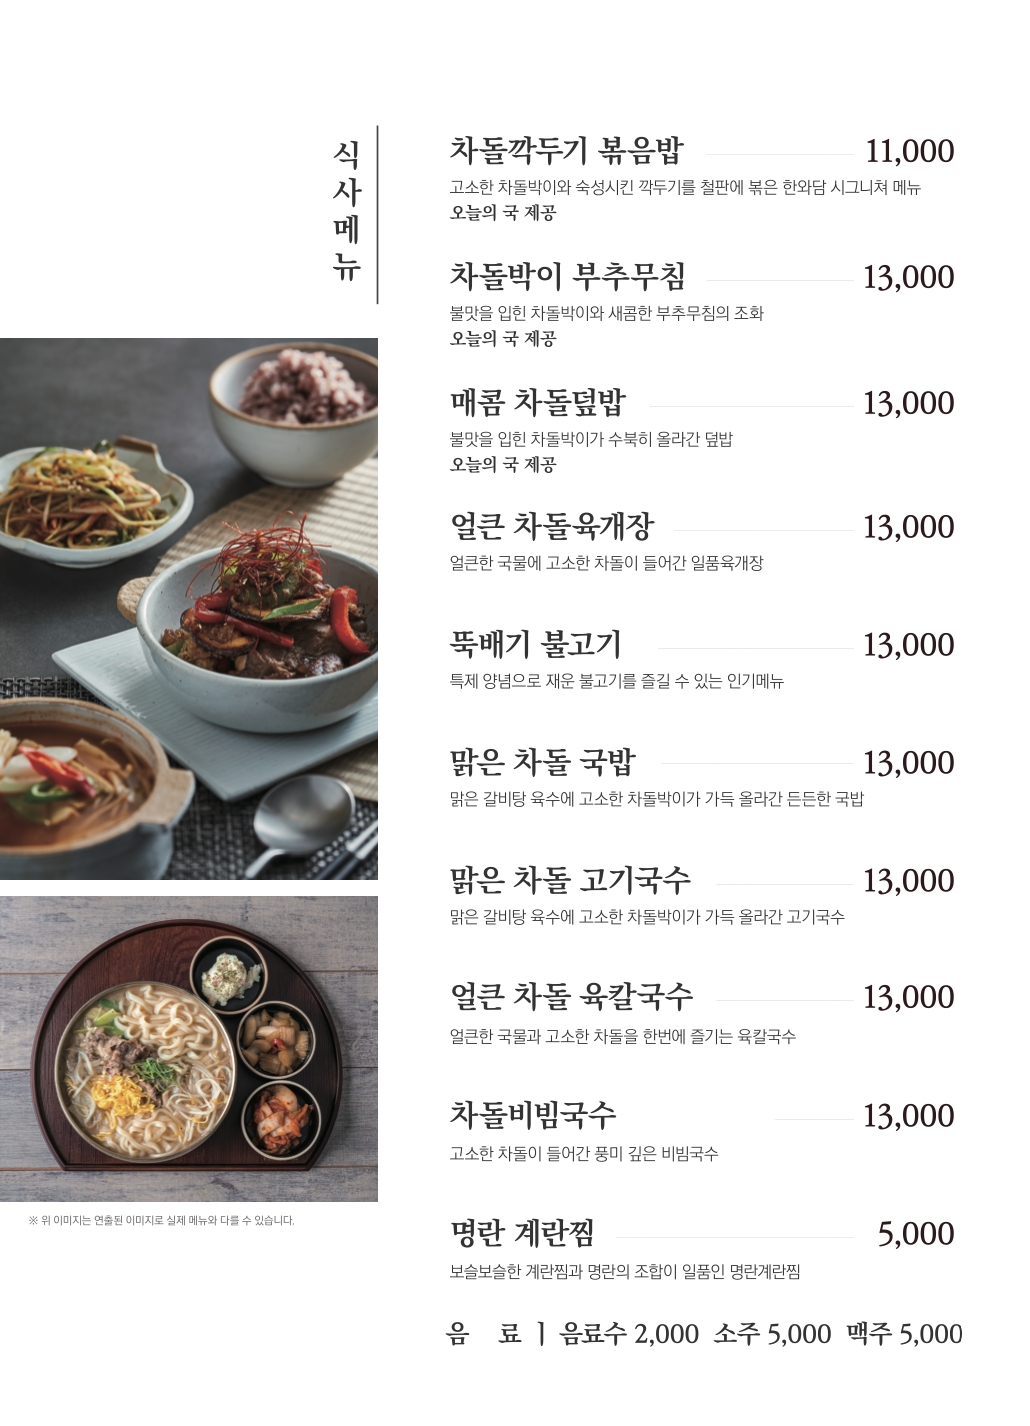 식사메뉴
차돌깍두기 볶음밥 11,000
고소한 차돌박이와 숙성시킨 깍두기를 철판에 볶은 한와담 시그니쳐 메뉴
오늘의 국 제공
차돌박이 부추무침 13,000
불맛을 입힌 차돌박이와 새콤한 부추무침의 조화
오늘의 국 제공
매콤 차돌덮밥 13,000
불맛을 입힌 차돌박이가 수북히 올라간 덮밥
오늘의 국 제공
얼큰 차돌육개장 13,000
얼큰한 국물에 고소한 차돌이 들어간 일품육개장
뚝배기 불고기 13,000
특제 양념으로 재운 불고기를 즐길 수 있는 인기메뉴
맑은 차돌 국밥 13,000
맑은 갈비탕 육수에 고소한 차돌박이가 가득 올라간 든든한 국밥
맑은 차돌 고기국수 13,000
맑은 갈비탕 육수에 고소한 차돌박이가 가득 올라간 고기국수
얼큰 차돌 육칼국수 13,000
얼큰한 국물과 고소한 차돌을 한번에 즐기는 육칼국수
차돌비빔국수 13,000
고소한 차돌이 들어간 풍미 깊은 비빔국수
명란 계란찜 5,000
보슬보슬한 계란찜과 명란의 조합이 일품인 명란계란찜
음 료 | 음료수 2,000 소주 5,000 맥주 5,000
※ 위 이미지는 연출된 이미지로 실제 메뉴와 다를 수 있습니다.